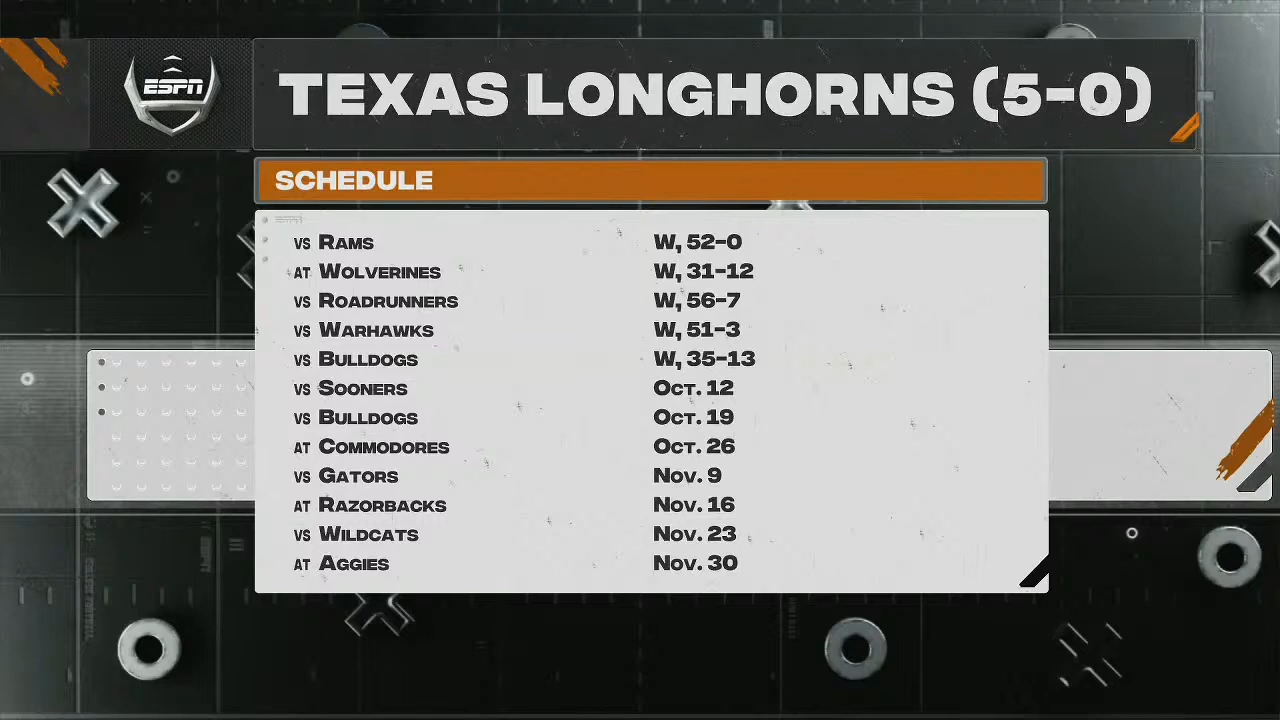 ESPN
TEXAS LONGHORNS (5-0)
SCHEDULE
ESPN
VS RAMS W, 52-0
AT WOLVERINES W, 31-12
VS ROADRUNNERS W, 56-7
VS WARHAWKS W, 51-3
VS BULLDOGS W, 35-13
VS SOONERS OCT. 12
VS BULLDOGS OCT. 19
AT COMMODORES OCT. 26
VS GATORS NOV. 9
AT RAZORBACKS NOV. 16
VS WILDCATS NOV. 23
AT AGGIES NOV. 30